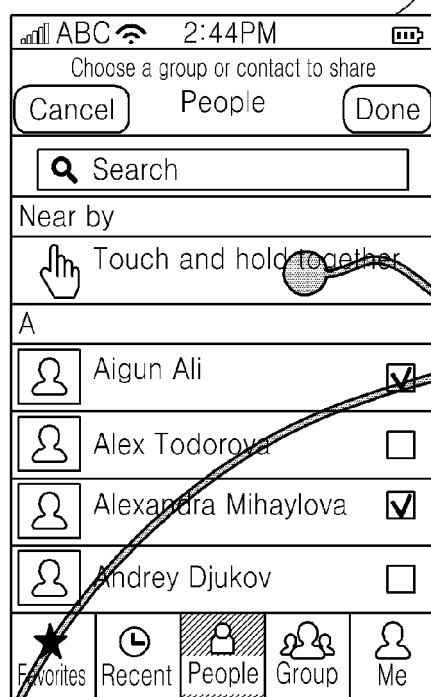 ABC 2:44PM
Choose a group or contact to share
Cancel People Done
Search
Near by
Touch and hold together
A
Aigun Ali
Alex Todorova
Alexandra Mihaylova
Andrey Djukov
Favorites Recent People Group Me